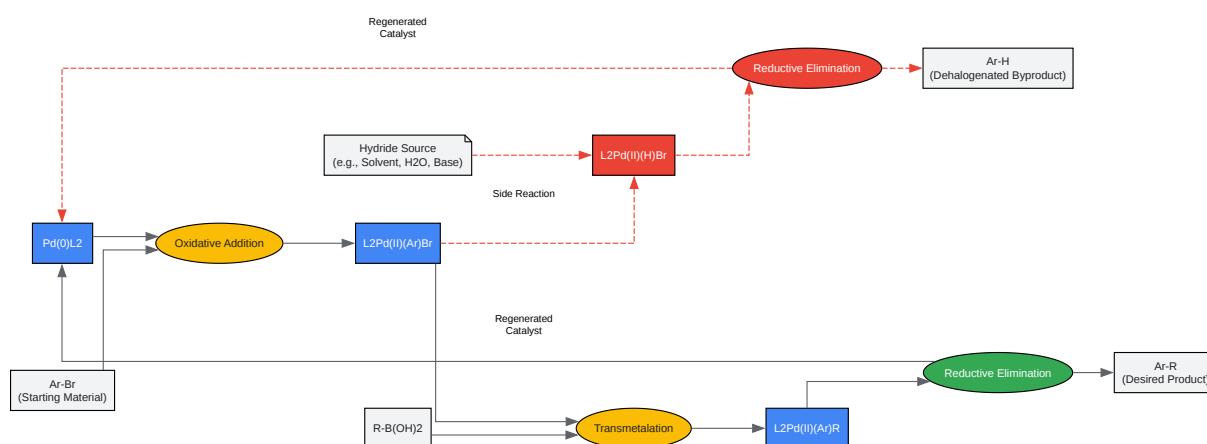 Regenerated
Catalyst
Reductive Elimination
Ar-H
(Dehalogenated Byproduct)
Hydride Source
(e.g., Solvent, H2O, Base)
L2Pd(II)(H)Br
Side Reaction
Pd(0)L2
Oxidative Addition
L2Pd(II)(Ar)Br
Regenerated
Catalyst
Ar-Br
(Starting Material)
Reductive Elimination
Ar-R
(Desired Product)
R-B(OH)2
Transmetalation
L2Pd(II)(Ar)R